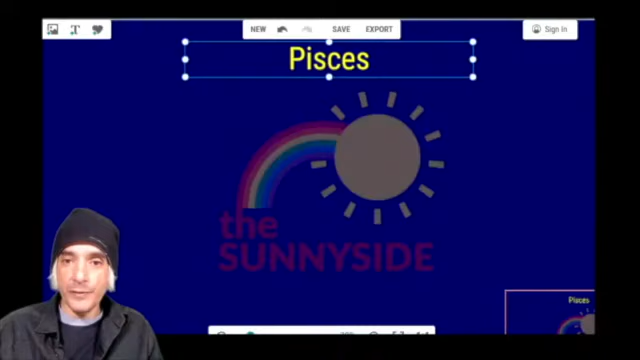 NEW
SAVE
EXPORT
Sign in
Pisces
the
SUNNYSIDE
Pisces